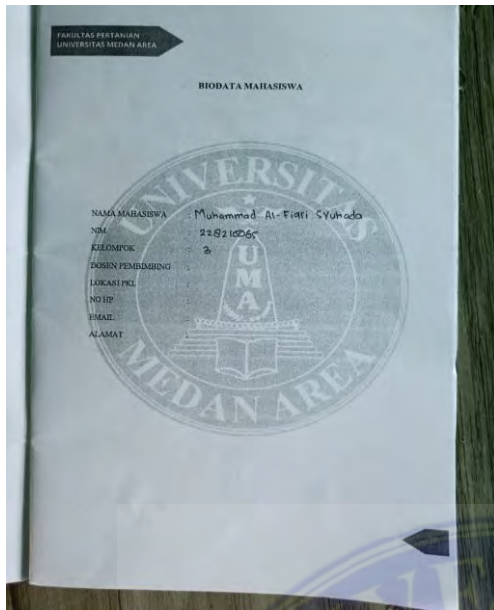 FAKULTAS PERTANIAN
UNIVERSITAS MEDAN AREA
BIODATA MAHASISWA
NAMA MAHASISWA : Muhammad Al-Fiqri Syuhada
NIM : 228210065
KELOMPOK : 3
DOSEN PEMBIMBING :
LOKASI PKL :
NO HP :
EMAIL :
ALAMAT :
UNIVERSITAS
UMA
MEDAN AREA